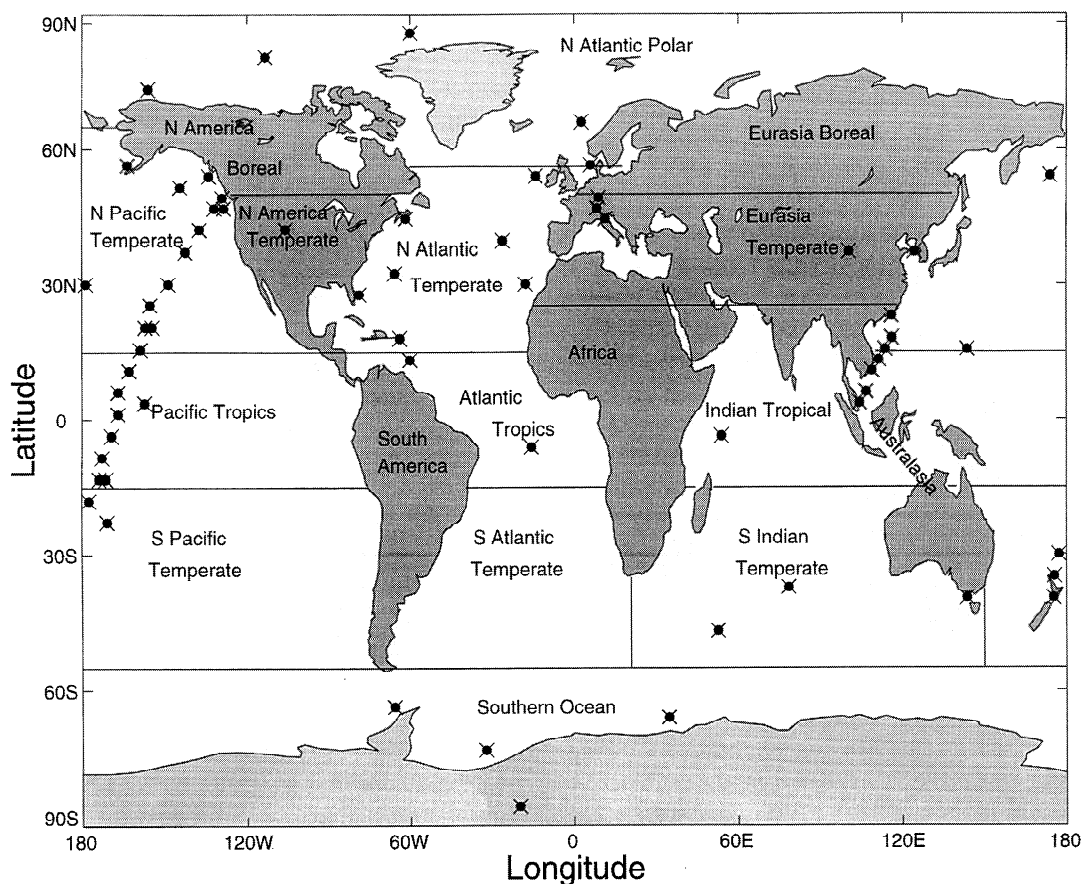 90N
N Atlantic Polar
N America
Eurasia Boreal
60N
Boreal
N Pacific
N America
Eurasia
Temperate
Temperate
N Atlantic
Temperate
Temperate
30N
Africa
Pacific Tropics
Atlantic
Indian Tropical
0
Tropics
Australasia
South
America
S Pacific
S Atlantic
S Indian
30S
Temperate
Temperate
Temperate
60S
Southern Ocean
90S
180
120W
60W
0
60E
120E
180
Longitude
Latitude